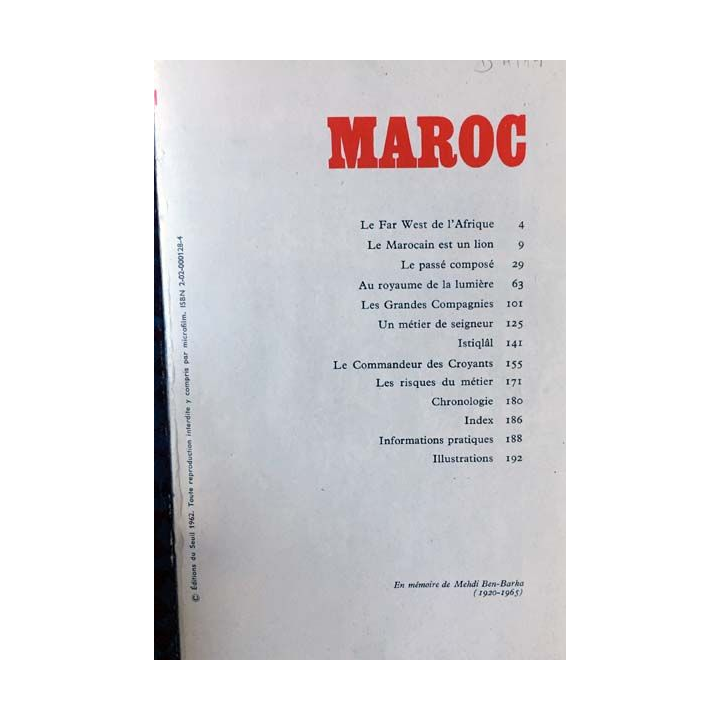 MAROC
Le Far West de l'Afrique 4
Le Marocain est un lion 9
Le passé composé 29
Au royaume de la lumière 63
Les Grandes Compagnies 101
Un métier de seigneur 125
Istiqlâl 141
Le Commandeur des Croyants 155
Les risques du métier 171
Chronologie 180
Index 186
Informations pratiques 188
Illustrations 192
En mémoire de Mehdi Ben-Barka
(1920-1965)
© Éditions du Seuil 1962. Toute reproduction interdite y compris par microfilm. ISBN 2-02-000128-4